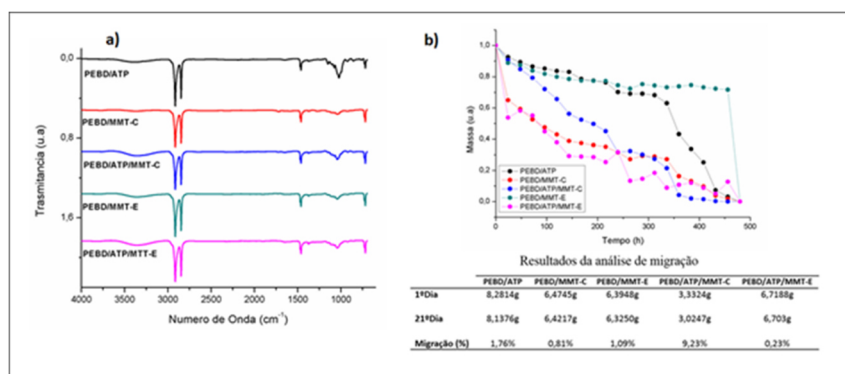 a)
0,0
PEBD/ATP
PEBD/MMT-C
0,8
PEBD/ATP/MMT-C
PEBD/MMT-E
1,6
PEBD/ATP/MTT-E
Trasmitancia (u.a)
4000 3500 3000 2500 2000 1500 1000
Numero de Onda (cm⁻¹)
b)
1,0
0,8
0,6
0,4
0,2
0,0
Massa (u.a)
PEBD/ATP
PEBD/MMT-C
PEBD/ATP/MMT-C
PEBD/MMT-E
PEBD/ATP/MMT-E
0 100 200 300 400 500
Tempo (h)
Resultados da análise de migração
PEBD/ATP PEBD/MMT-C PEBD/MMT-E PEBD/ATP/MMT-C PEBD/ATP/MMT-E
1ºDia 8,2814g 6,4745g 6,3948g 3,3324g 6,7188g
21ºDia 8,1376g 6,4217g 6,3250g 3,0247g 6,703g
Migração (%) 1,76% 0,81% 1,09% 9,23% 0,23%